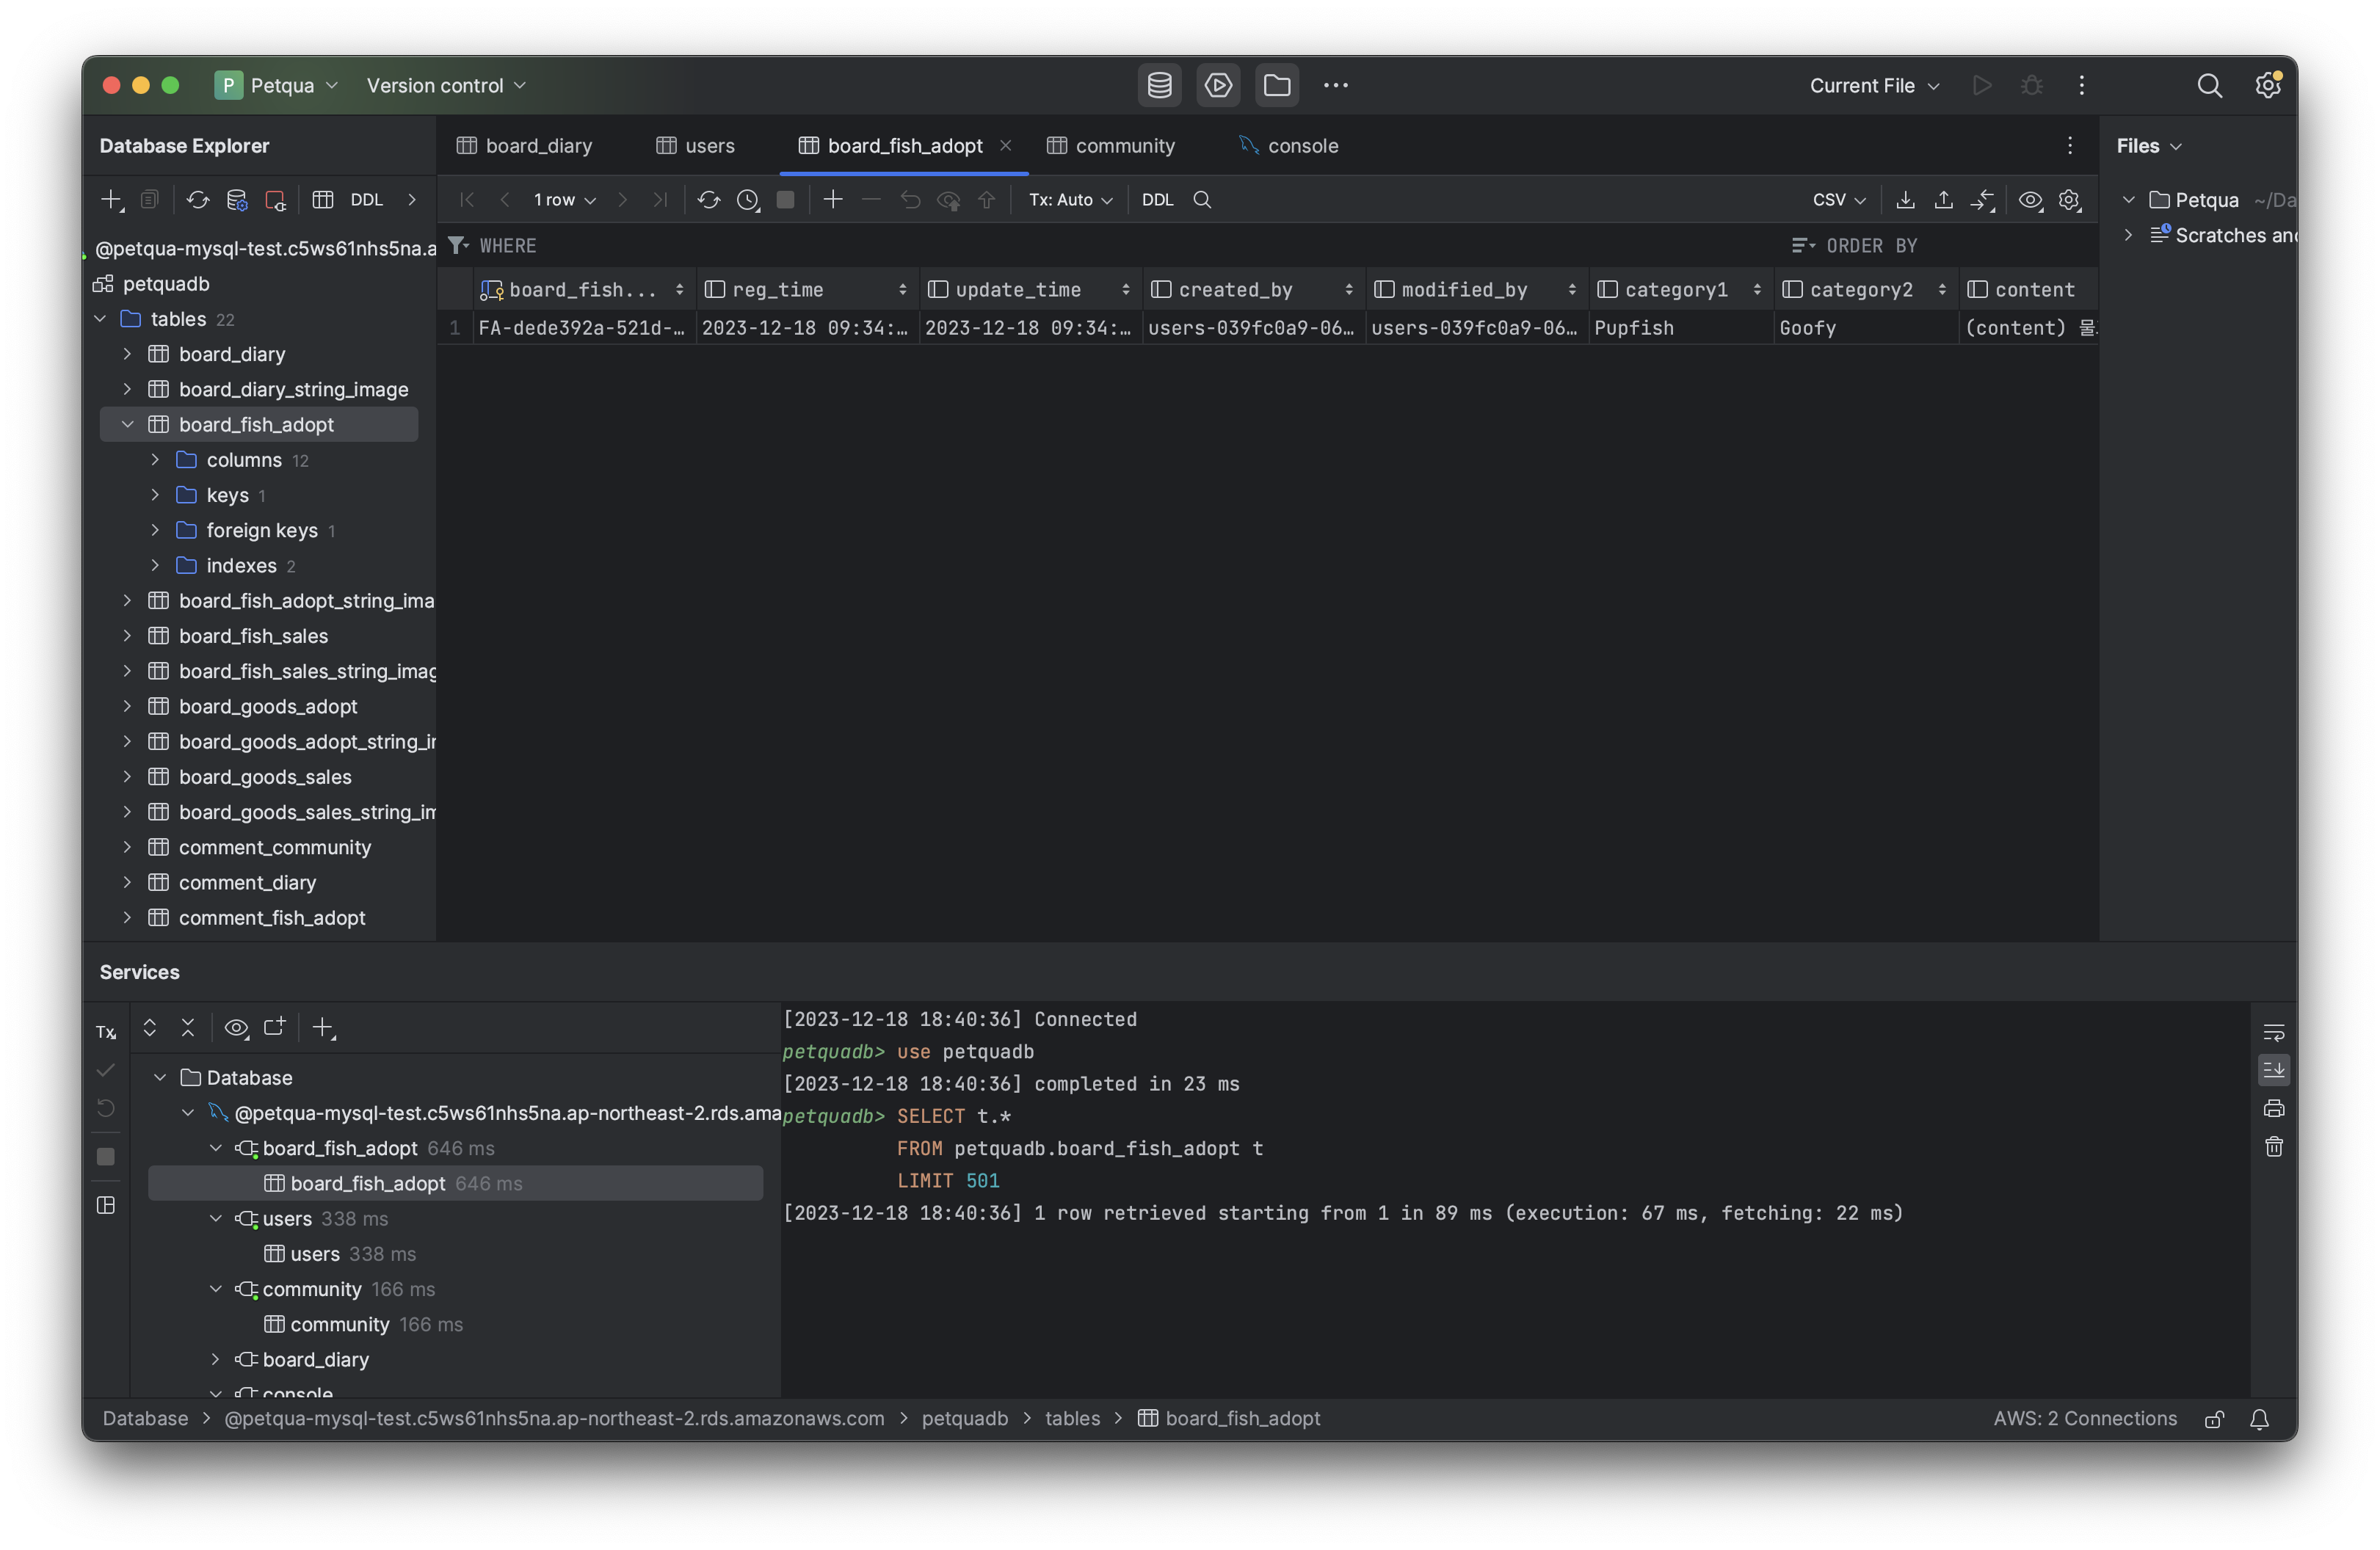 P Petqua Version control Current File
Database Explorer
board_diary users board_fish_adopt community console
Files
DDL
1 row Tx: Auto DDL CSV
@petqua-mysql-test.c5ws61nhs5na.a
petquadb
tables 22
board_diary
board_diary_string_image
board_fish_adopt
columns 12
keys 1
foreign keys 1
indexes 2
board_fish_adopt_string_ima
board_fish_sales
board_fish_sales_string_imag
board_goods_adopt
board_goods_adopt_string_ir
board_goods_sales
board_goods_sales_string_im
comment_community
comment_diary
comment_fish_adopt
WHERE ORDER BY
board_fish... reg_time update_time created_by modified_by category1 category2 content
1 FA-dede392a-521d-… 2023-12-18 09:34:… 2023-12-18 09:34:… users-039fc0a9-06… users-039fc0a9-06… Pupfish Goofy (content) 물
Petqua ~/Da
Scratches and
Services
Tx
Database
@petqua-mysql-test.c5ws61nhs5na.ap-northeast-2.rds.ama
board_fish_adopt 646 ms
board_fish_adopt 646 ms
users 338 ms
users 338 ms
community 166 ms
community 166 ms
board_diary
console
[2023-12-18 18:40:36] Connected
petquadb> use petquadb
[2023-12-18 18:40:36] completed in 23 ms
petquadb> SELECT t.*
FROM petquadb.board_fish_adopt t
LIMIT 501
[2023-12-18 18:40:36] 1 row retrieved starting from 1 in 89 ms (execution: 67 ms, fetching: 22 ms)
Database > @petqua-mysql-test.c5ws61nhs5na.ap-northeast-2.rds.amazonaws.com > petquadb > tables > board_fish_adopt
AWS: 2 Connections